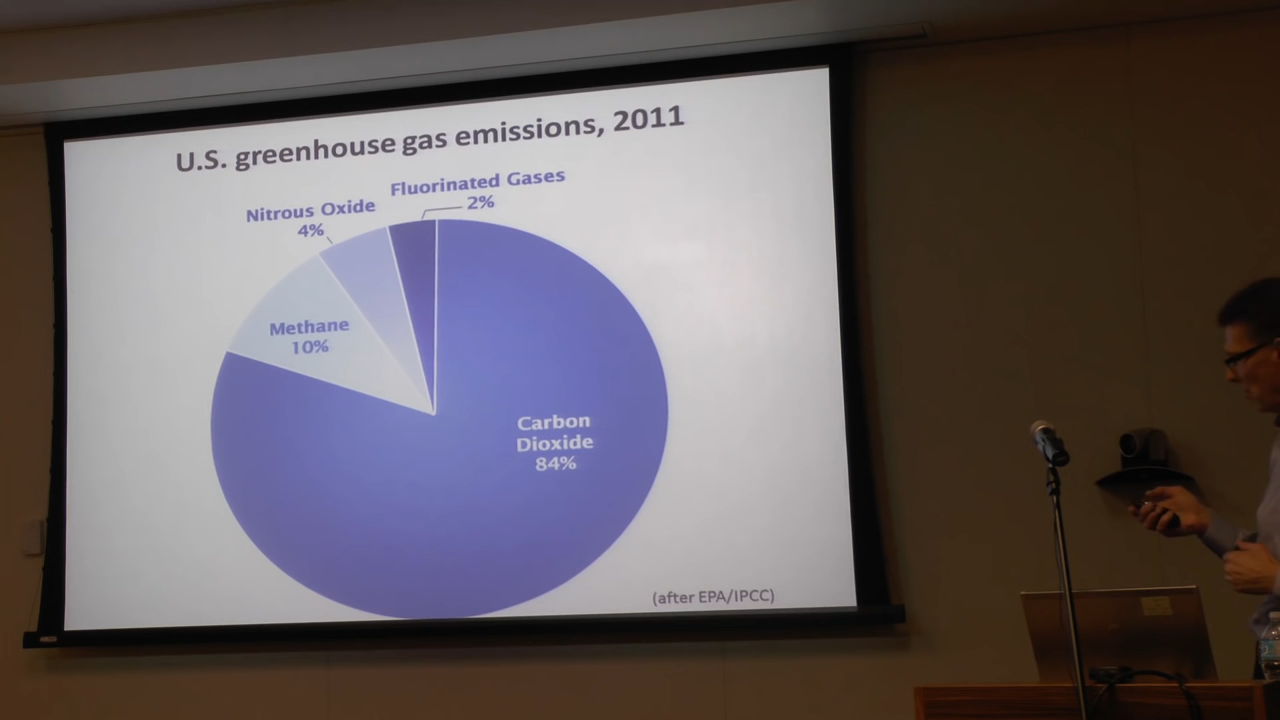 U.S. greenhouse gas emissions, 2011
Fluorinated Gases
2%
Nitrous Oxide
4%
Methane
10%
Carbon
Dioxide
84%
(after EPA/IPCC)